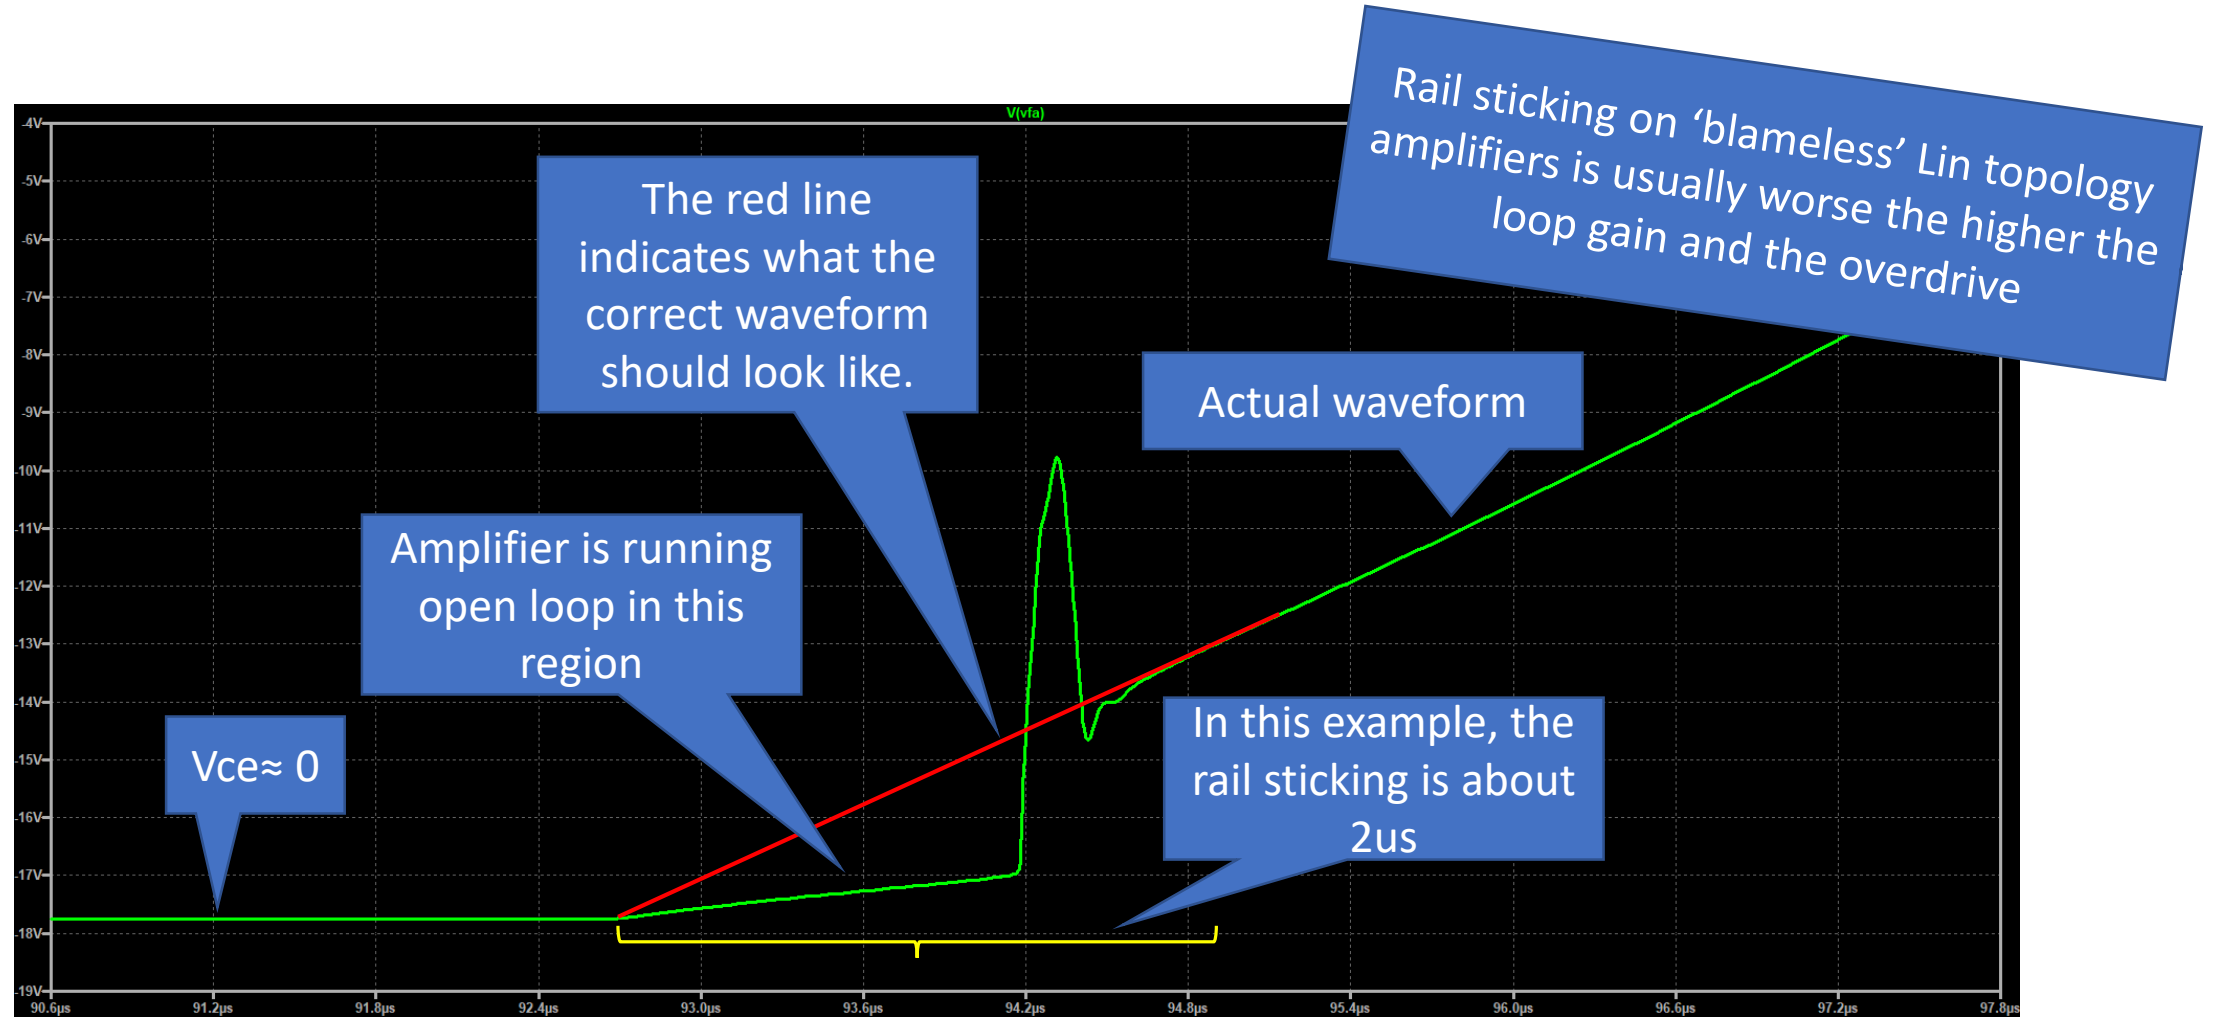 Rail sticking on ‘blameless’ Lin topology
amplifiers is usually worse the higher the
loop gain and the overdrive
V(vfa)
-4V
-5V
-6V
-7V
-8V
-9V
-10V
-11V
-12V
-13V
-14V
-15V
-16V
-17V
-18V
-19V
The red line
indicates what the
correct waveform
should look like.
Actual waveform
Amplifier is running
open loop in this
region
Vce≈ 0
In this example, the
rail sticking is about
2us
90.6µs 91.2µs 91.8µs 92.4µs 93.0µs 93.6µs 94.2µs 94.8µs 95.4µs 96.0µs 96.6µs 97.2µs 97.8µs